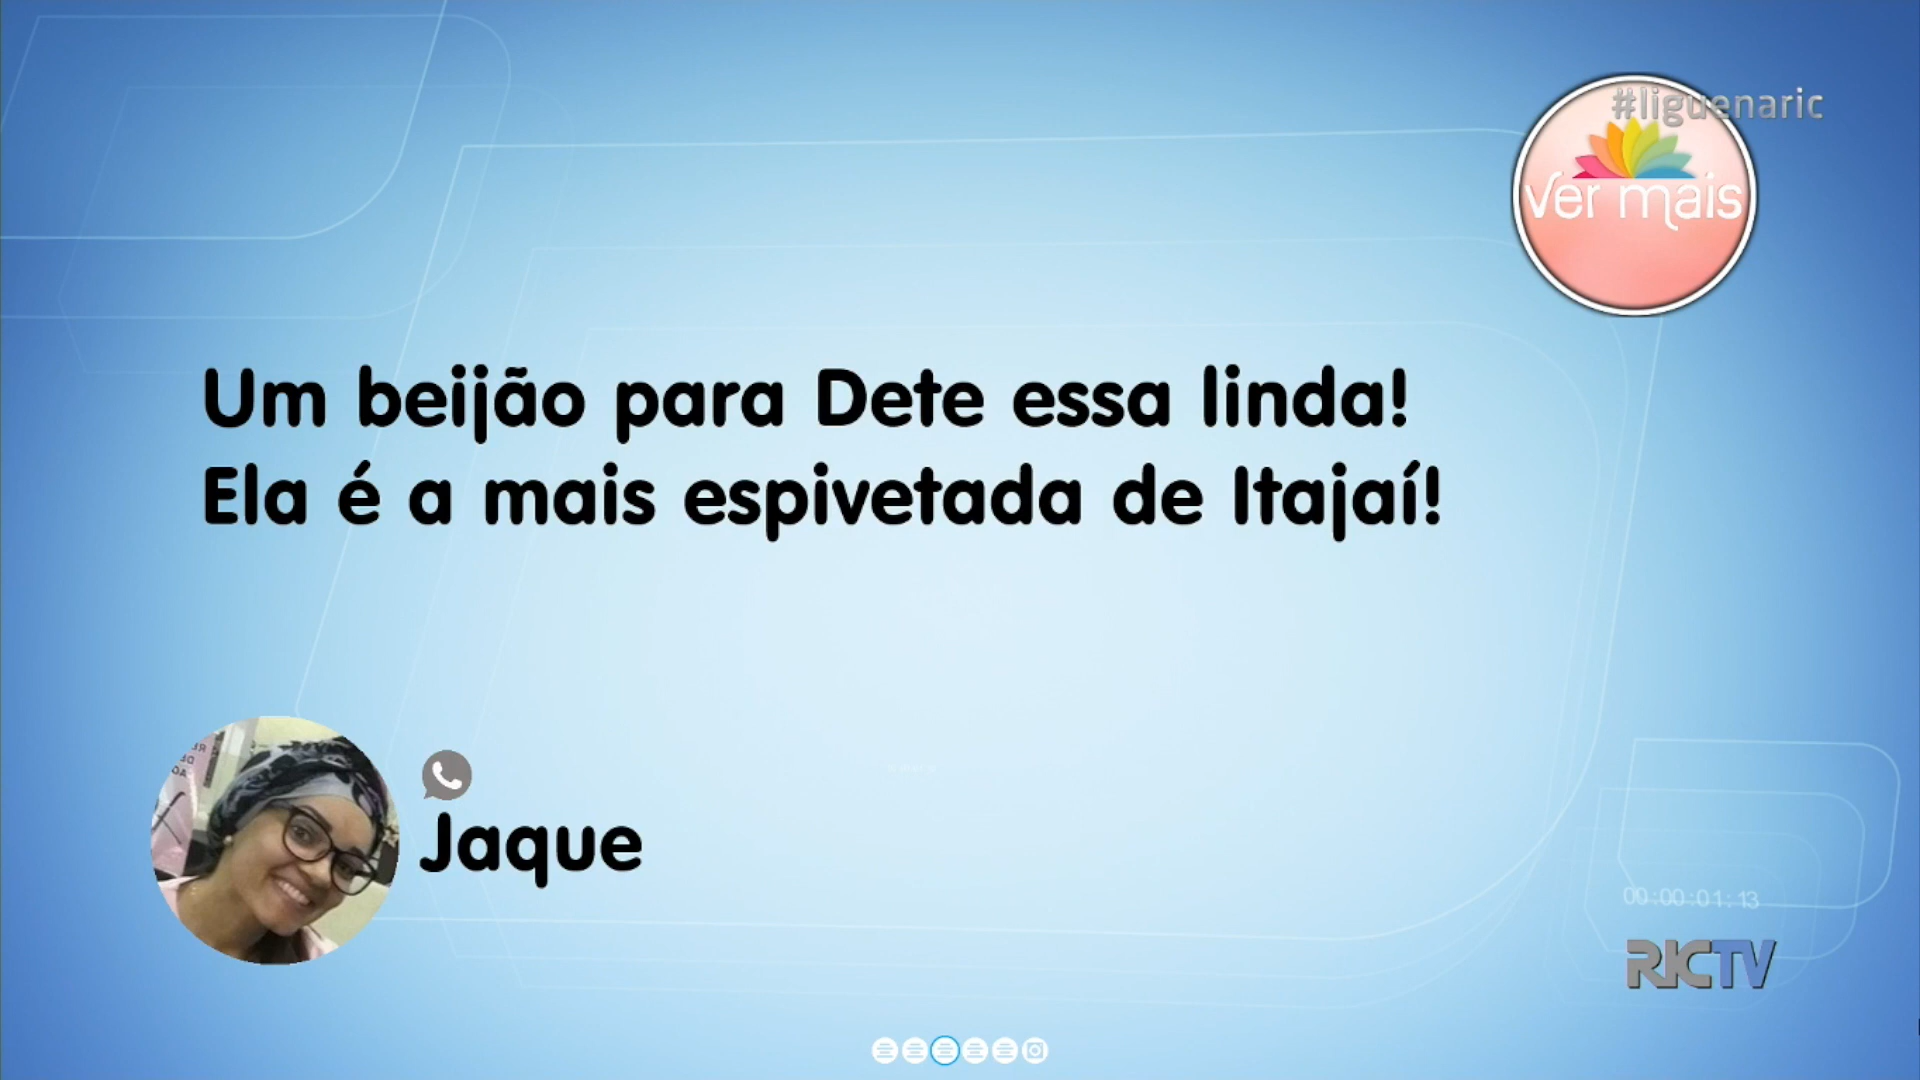 #liguenaric
ver mais
Um beijão para Dete essa linda!
Ela é a mais espivetada de Itajaí!
Jaque
00:00:01:13
RICTV